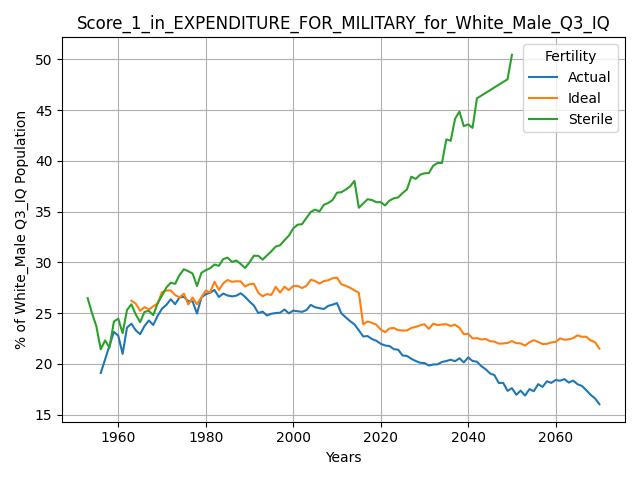 Score_1_in_EXPENDITURE_FOR_MILITARY_for_White_Male_Q3_IQ
% of White_Male Q3_IQ Population
50
45
40
35
30
25
20
15
Fertility
Actual
Ideal
Sterile
1960 1980 2000 2020 2040 2060
Years